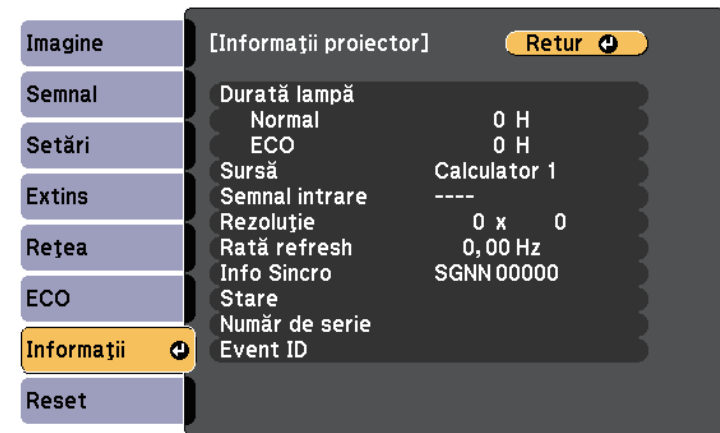 Imagine
Semnal
Setări
Extins
Reţea
ECO
Informaţii
Reset
[Informaţii proiector]
Retur
Durată lampă
Normal 0 H
ECO 0 H
Sursă Calculator 1
Semnal intrare ----
Rezoluţie 0 x 0
Rată refresh 0,00 Hz
Info Sincro SGNN 00000
Stare
Număr de serie
Event ID